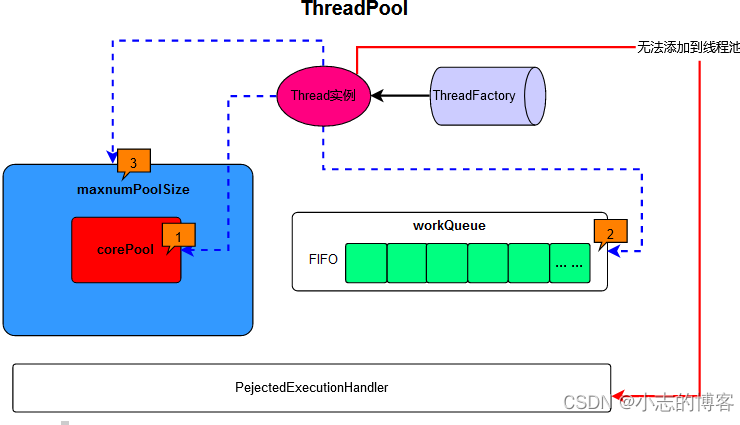 ThreadPool
无法添加到线程池
Thread实例
ThreadFactory
3
maxnumPoolSize
1
corePool
workQueue
2
FIFO
... ...
PejectedExecutionHandler
CSDN @小志的博客